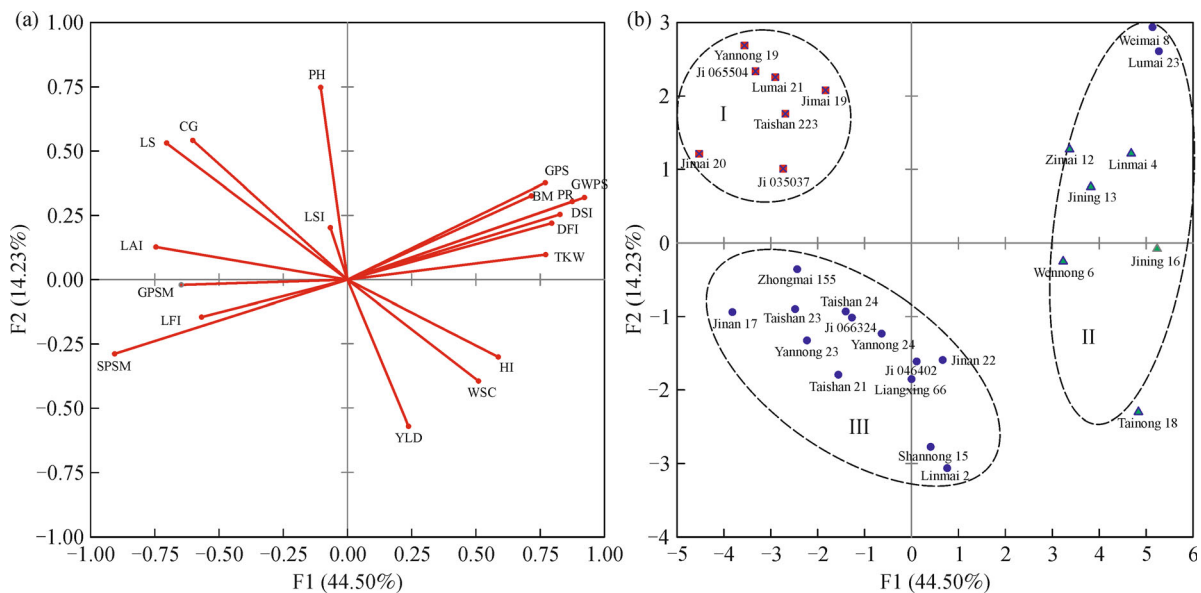 (a)
1.00
0.75
0.50
0.25
0.00
−0.25
−0.50
−0.75
−1.00
F2 (14.23%)
PH
CG
LS
LSI
LAI
GPSM
LFI
SPSM
GPS
BM PR GWPS
DSI
DFI
TKW
HI
WSC
YLD
−1.00 −0.75 −0.50 −0.25 0.00 0.25 0.50 0.75 1.00
F1 (44.50%)
(b)
3
2
1
0
−1
−2
−3
−4
F2 (14.23%)
Yannong 19
Ji 065504
Lumai 21
Jimai 19
I
Taishan 223
Jimai 20
Ji 035037
Weimai 8
Lumai 23
Zimai 12
Linmai 4
Jining 13
Wennong 6
Jining 16
II
Tainong 18
Zhongmai 155
Jinan 17
Taishan 23
Taishan 24
Ji 066324
Yannong 23
Yannong 24
Taishan 21
Ji 046402
Jinan 22
Liangxing 66
III
Shannong 15
Linmai 2
−5 −4 −3 −2 −1 0 1 2 3 4 5 6
F1 (44.50%)